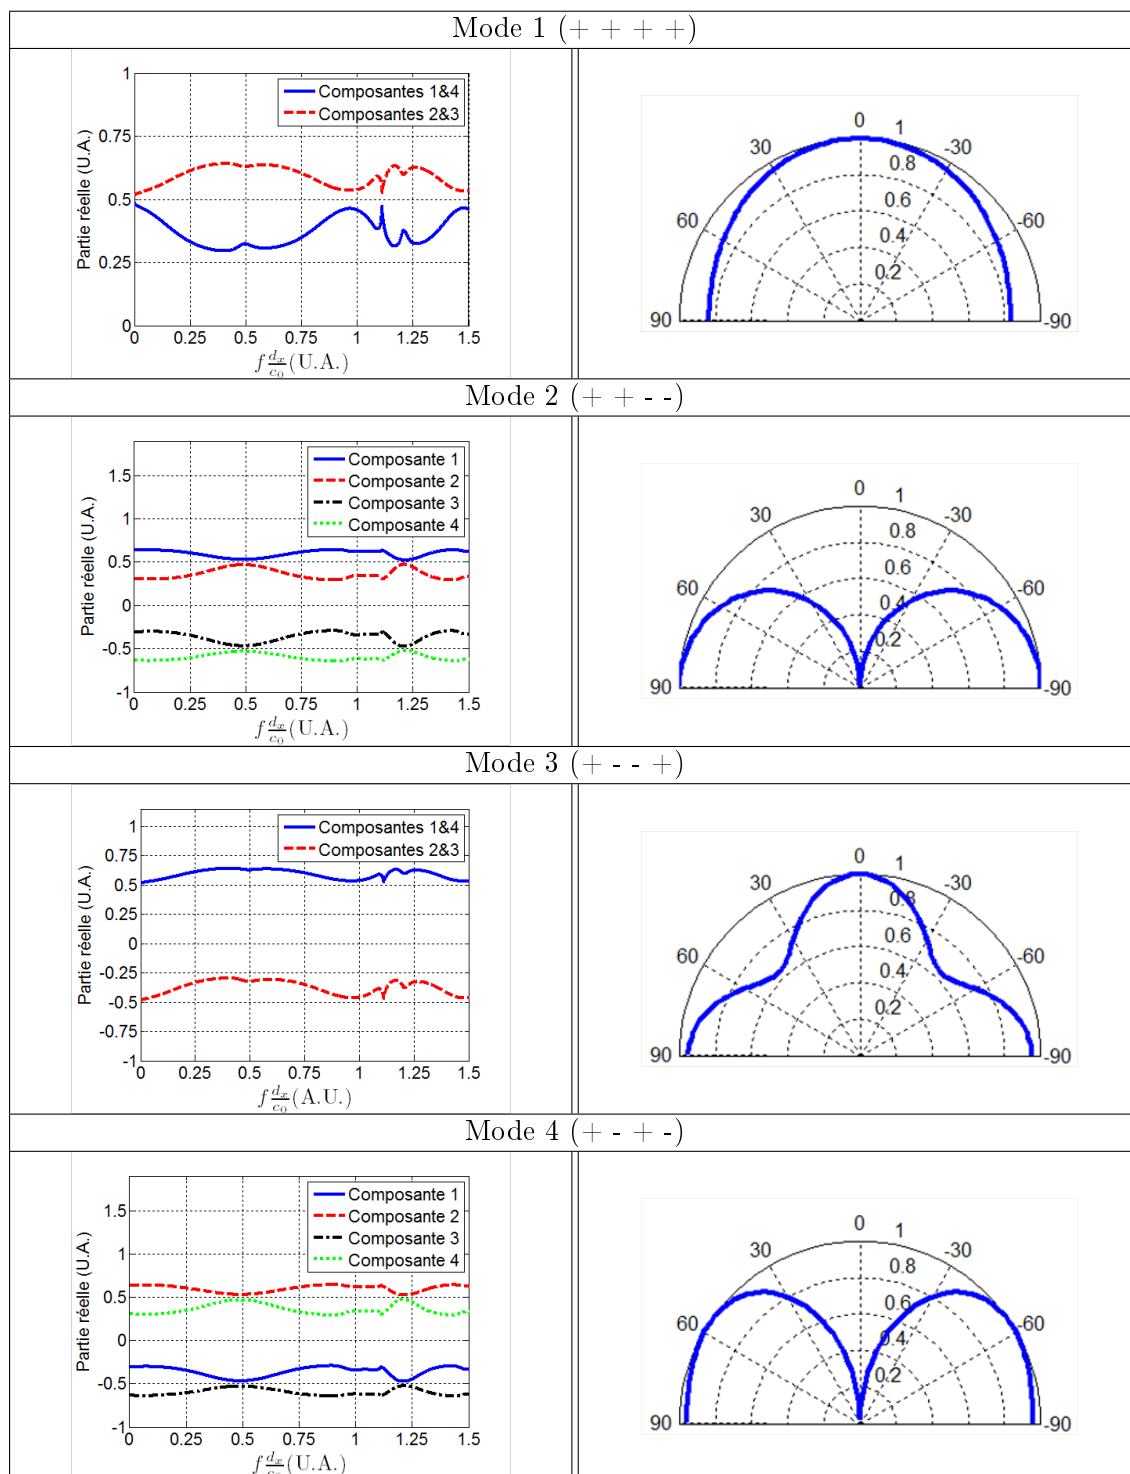 Mode 1 (+ + + +)
Composantes 1&4
Composantes 2&3
Partie réelle (U.A.)
1
0.75
0.5
0.25
0
0 0.25 0.5 0.75 1 1.25 1.5
f d_x/c_0 (U.A.)
0
30 -30
60 -60
90 -90
1
0.8
0.6
0.4
0.2
Mode 2 (+ + - -)
Composante 1
Composante 2
Composante 3
Composante 4
Partie réelle (U.A.)
1.5
1
0.5
0
-0.5
-1
0 0.25 0.5 0.75 1 1.25 1.5
f d_x/c_0 (U.A.)
0
30 -30
60 -60
90 -90
1
0.8
0.6
0.4
0.2
Mode 3 (+ - - +)
Composantes 1&4
Composantes 2&3
Partie réelle (U.A.)
1
0.75
0.5
0.25
0
-0.25
-0.5
-0.75
-1
0 0.25 0.5 0.75 1 1.25 1.5
f d_x/c_0 (A.U.)
0
30 -30
60 -60
90 -90
1
0.8
0.6
0.4
0.2
Mode 4 (+ - + -)
Composante 1
Composante 2
Composante 3
Composante 4
Partie réelle (U.A.)
1.5
1
0.5
0
-0.5
-1
0 0.25 0.5 0.75 1 1.25 1.5
f d_x/c_0 (U.A.)
0
30 -30
60 -60
90 -90
1
0.8
0.6
0.4
0.2